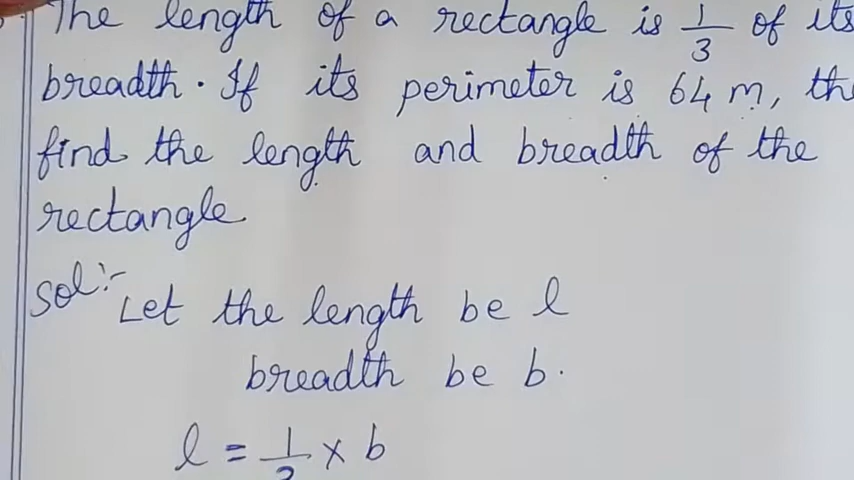 The length of a rectangle is 1/3 of its
breadth. If its perimeter is 64 m,
find the length and breadth of the
rectangle
Sol:-
Let the length be l
breadth be b.
l = 1/3 × b